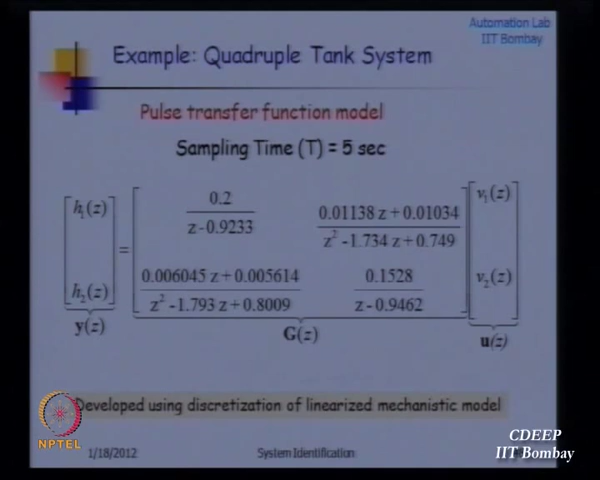 Automation Lab
IIT Bombay
Example: Quadruple Tank System
Pulse transfer function model
Sampling Time (T) = 5 sec
[h₁(z) h₂(z)] = [0.2/(z-0.9233) (0.01138 z+0.01034)/(z²-1.734 z+0.749)
(0.006045 z+0.005614)/(z²-1.793 z+0.8009) 0.1528/(z-0.9462)] [v₁(z) v₂(z)]
y(z) G(z) u(z)
Developed using discretization of linearized mechanistic model
NPTEL
1/18/2012 System Identification
CDEEP
IIT Bombay